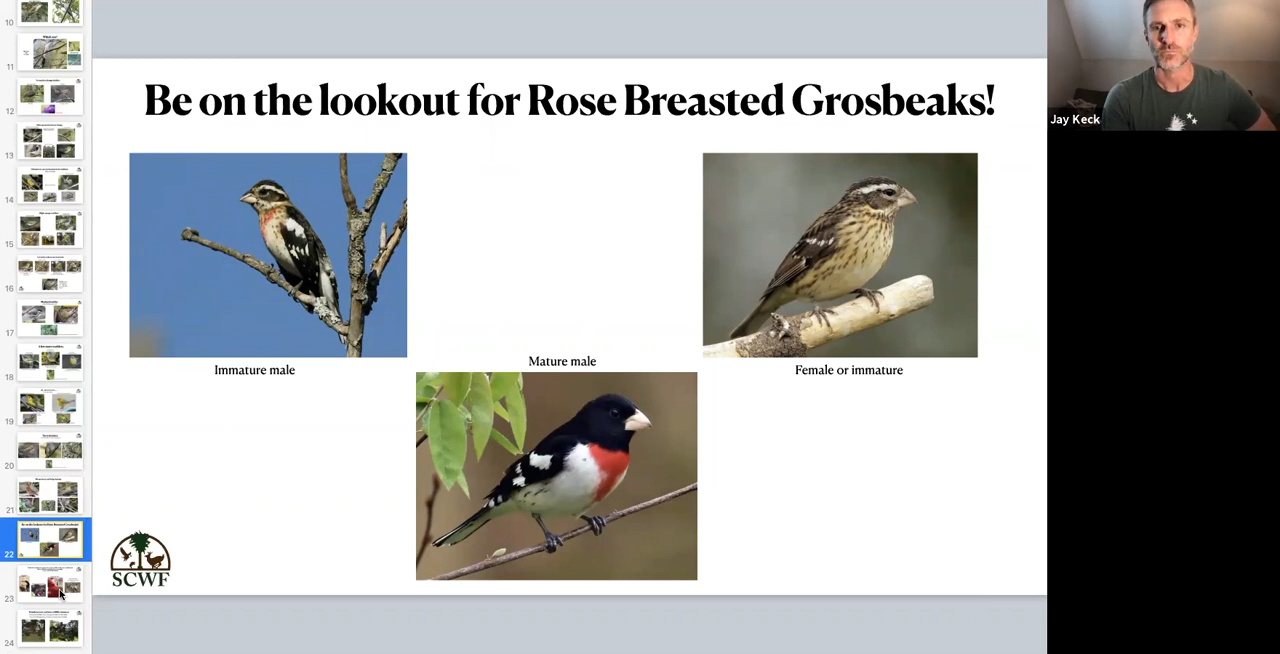 10
11
12
13
14
15
16
17
18
19
20
21
22
23
24
Be on the lookout for Rose Breasted Grosbeaks!
Immature male
Mature male
Female or immature
SCWF
Jay Keck